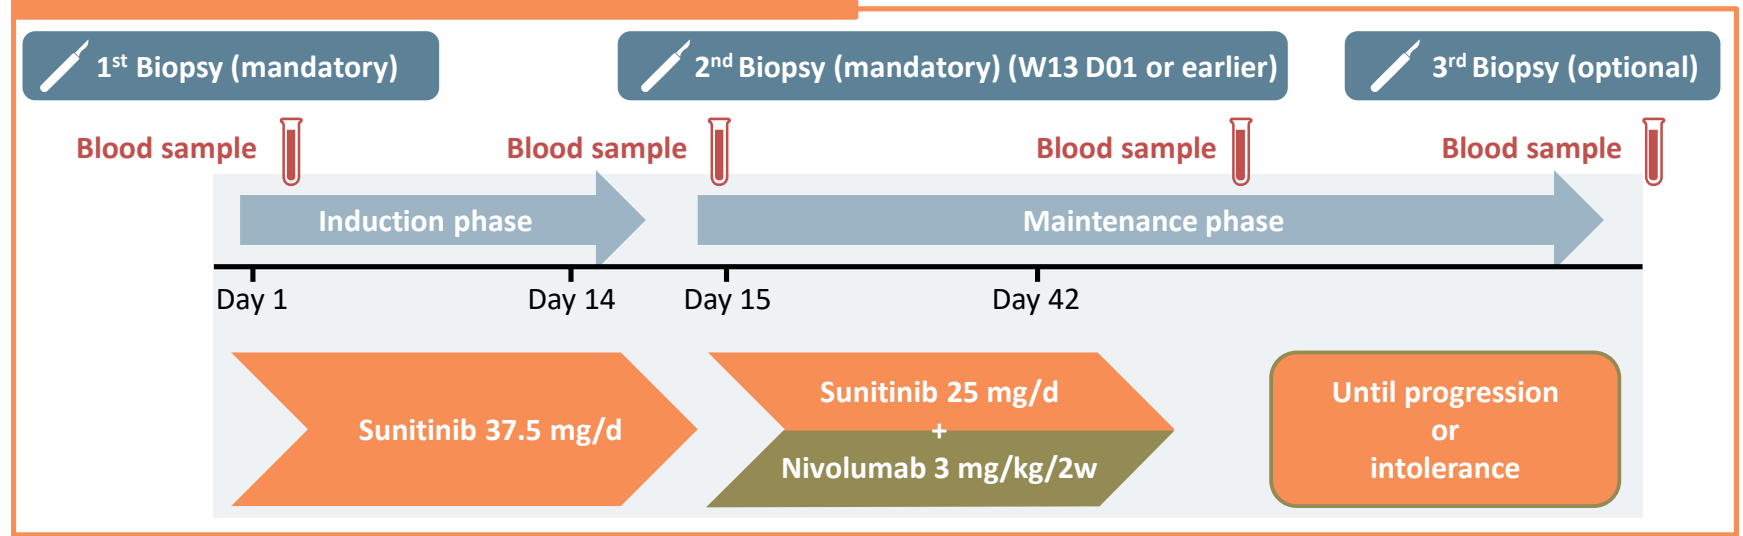 1st Biopsy (mandatory)
2nd Biopsy (mandatory) (W13 D01 or earlier)
3rd Biopsy (optional)
Blood sample
Blood sample
Blood sample
Blood sample
Induction phase
Maintenance phase
Day 1
Day 14
Day 15
Day 42
Sunitinib 37.5 mg/d
Sunitinib 25 mg/d
+
Nivolumab 3 mg/kg/2w
Until progression
or
intolerance